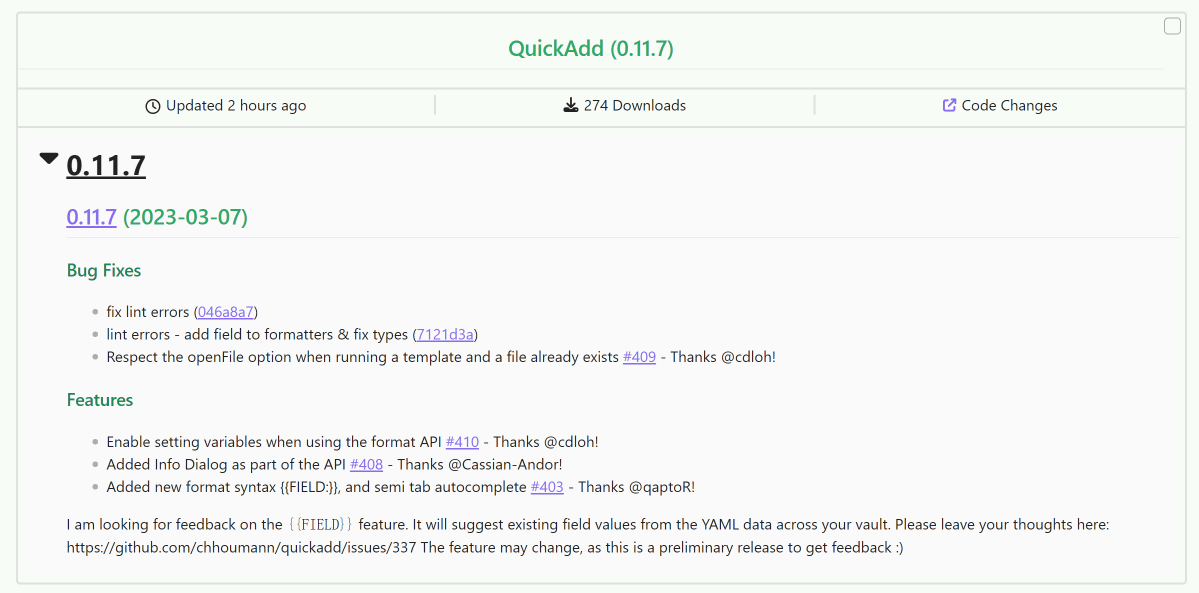 QuickAdd (0.11.7)
Updated 2 hours ago
274 Downloads
Code Changes
0.11.7
0.11.7 (2023-03-07)
Bug Fixes
fix lint errors (046a8a7)
lint errors - add field to formatters & fix types (7121d3a)
Respect the openFile option when running a template and a file already exists #409 - Thanks @cdloh!
Features
Enable setting variables when using the format API #410 - Thanks @cdloh!
Added Info Dialog as part of the API #408 - Thanks @Cassian-Andor!
Added new format syntax {{FIELD:}}, and semi tab autocomplete #403 - Thanks @qaptoR!
I am looking for feedback on the {{FIELD}} feature. It will suggest existing field values from the YAML data across your vault. Please leave your thoughts here:
https://github.com/chhoumann/quickadd/issues/337 The feature may change, as this is a preliminary release to get feedback :)